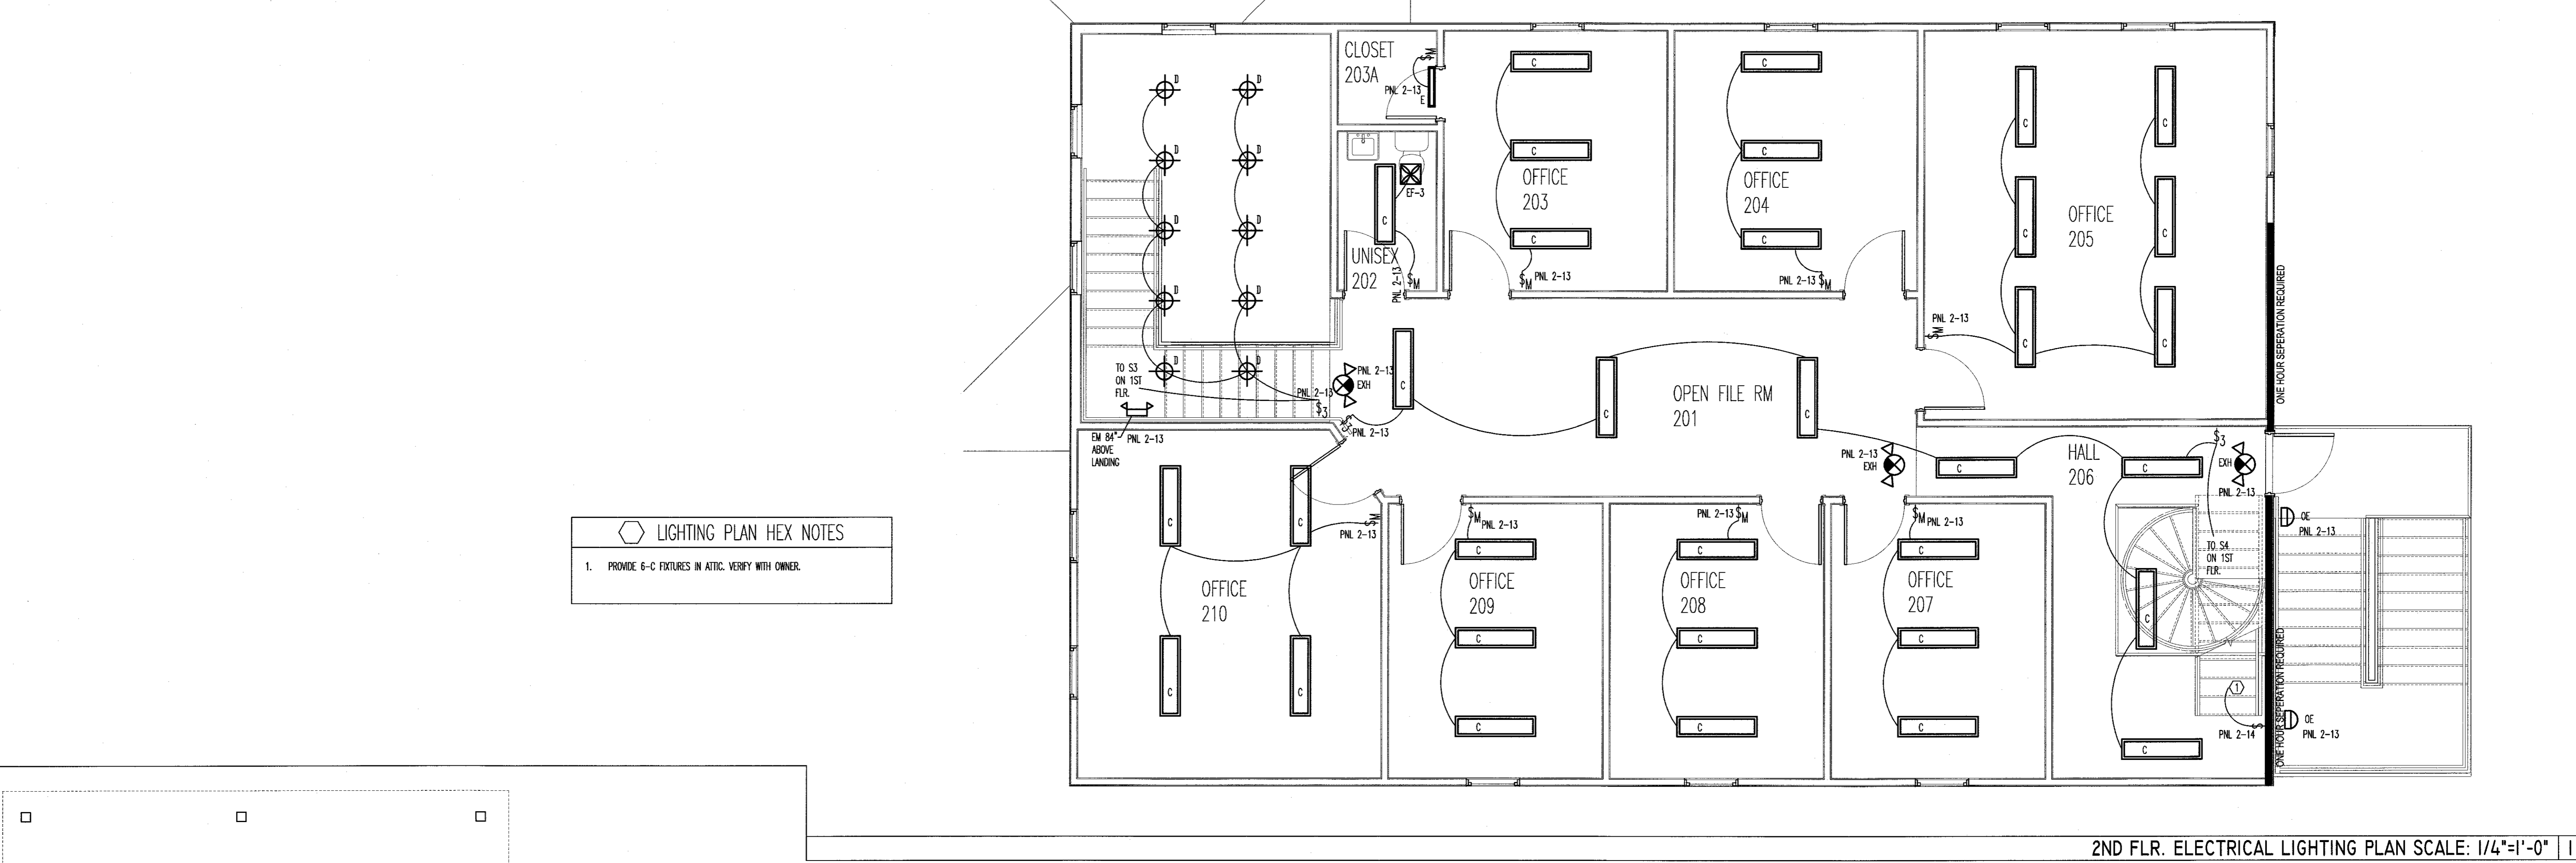 CLOSET
203A
$M
PNL 2-13
E
D
D
D
D
D
D
D
D
D
D
C
C
C
OFFICE
203
$M PNL 2-13
C
C
C
OFFICE
204
PNL 2-13 $M
C
C
C
C
C
C
OFFICE
205
PNL 2-13
$M
ONE HOUR SEPERATION REQUIRED
EF-3
C
UNISEX
202
PNL 2-13
$M
TO S3
ON 1ST
FLR.
PNL 2-13
$3
PNL 2-13
EXH
$3
PNL 2-13
EM 84"
ABOVE
LANDING
PNL 2-13
C
C
C
OPEN FILE RM
201
PNL 2-13
EXH
HALL
206
C
C
$3
EXH
PNL 2-13
TO S4
ON 1ST
FLR.
C
C
1
$
PNL 2-14
OE
PNL 2-13
OE
PNL 2-13
ONE HOUR SEPERATION REQUIRED
C
C
C
C
OFFICE
210
$M
PNL 2-13
$M PNL 2-13
C
C
C
OFFICE
209
PNL 2-13 $M
C
C
C
OFFICE
208
$M PNL 2-13
C
C
C
OFFICE
207
LIGHTING PLAN HEX NOTES
1. PROVIDE 6-C FIXTURES IN ATTIC. VERIFY WITH OWNER.
2ND FLR. ELECTRICAL LIGHTING PLAN SCALE: 1/4"=1'-0"